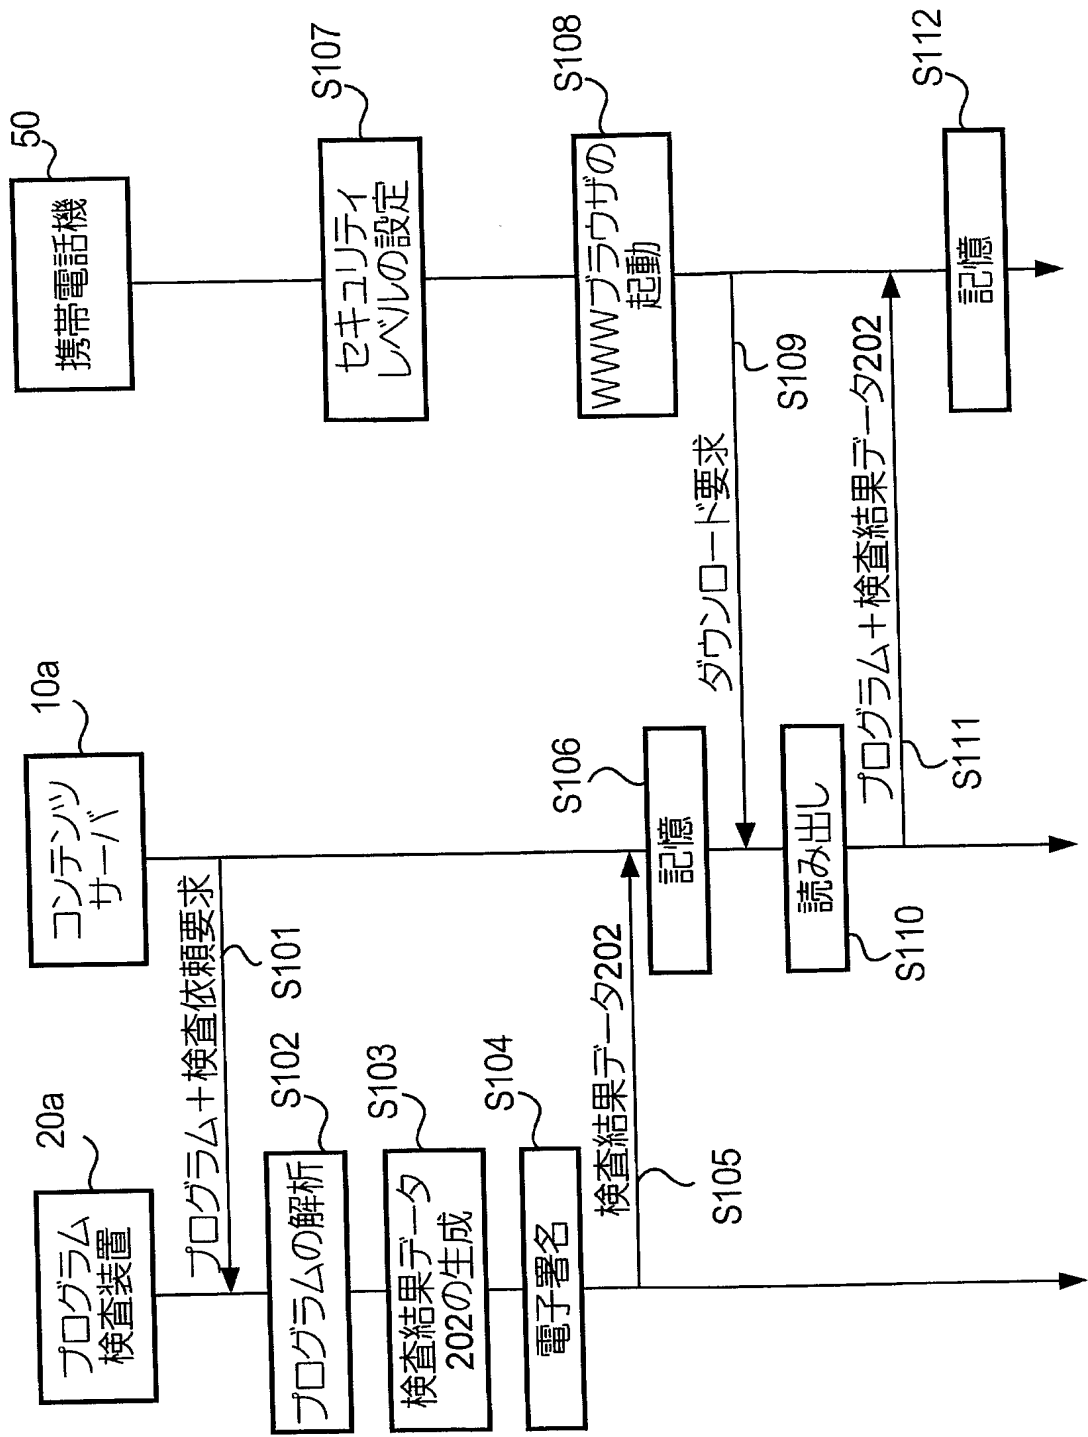 20a
プログラム
検査装置
10a
コンテンツ
サーバ
50
携帯電話機
プログラム+検査依頼要求
S101
プログラムの解析
S102
検査結果データ
202の生成
S103
電子署名
S104
検査結果データ202
S105
記憶
S106
セキュリティ
レベルの設定
S107
WWWブラウザの
起動
S108
ダウンロード要求
S109
読み出し
S110
プログラム+検査結果データ202
S111
記憶
S112